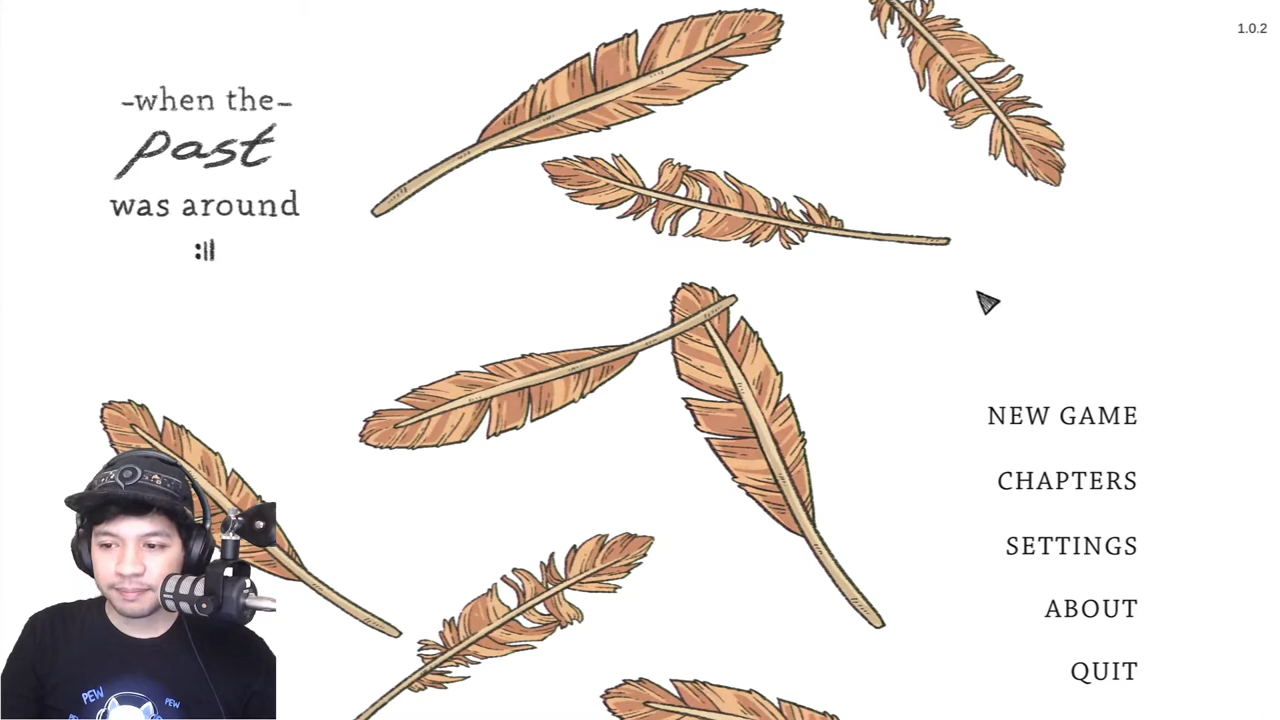 -when the-
past
was around
1.0.2
NEW GAME
CHAPTERS
SETTINGS
ABOUT
QUIT
PEW
PEW